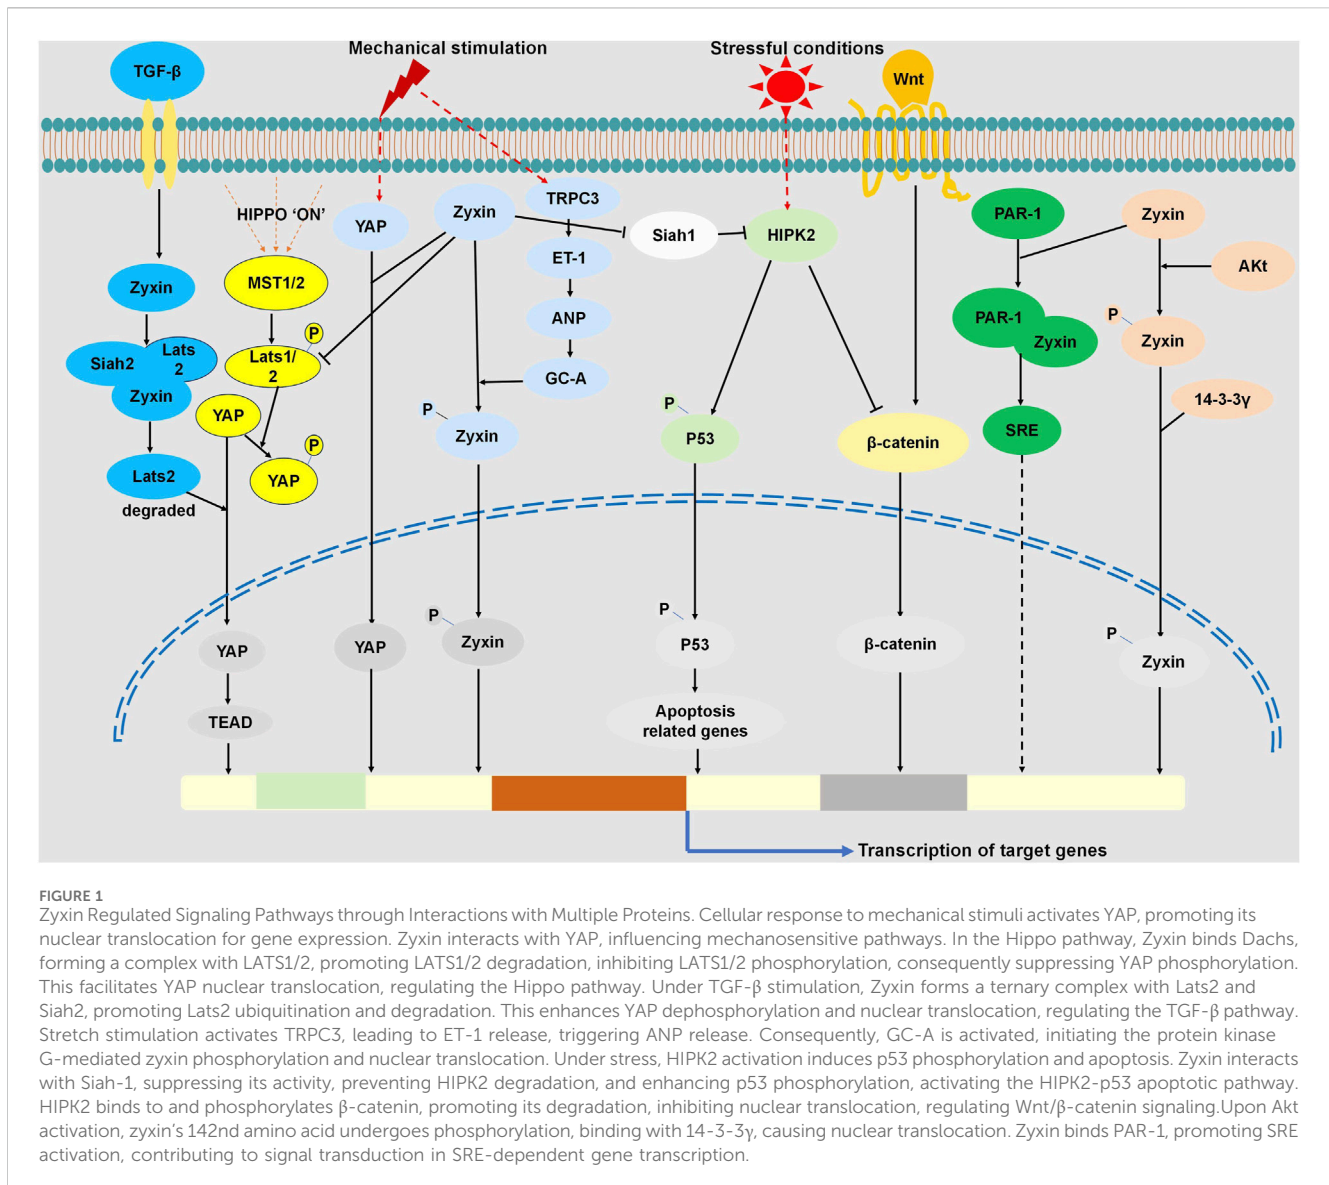 Mechanical stimulation
Stressful conditions
TGF-β
Wnt
HIPPO ‘ON’
YAP
Zyxin
TRPC3
Siah1
HIPK2
PAR-1
Zyxin
ET-1
AKt
Zyxin
MST1/2
ANP
PAR-1
Zyxin
P
Zyxin
P
Siah2
Lats
2
Zyxin
Lats1/
2
GC-A
14-3-3γ
YAP
P
Zyxin
P
P53
β-catenin
SRE
P
YAP
Lats2
degraded
YAP
YAP
P
Zyxin
P
P53
β-catenin
P
Zyxin
TEAD
Apoptosis
related genes
Transcription of target genes
FIGURE 1
Zyxin Regulated Signaling Pathways through Interactions with Multiple Proteins. Cellular response to mechanical stimuli activates YAP, promoting its
nuclear translocation for gene expression. Zyxin interacts with YAP, influencing mechanosensitive pathways. In the Hippo pathway, Zyxin binds Dachs,
forming a complex with LATS1/2, promoting LATS1/2 degradation, inhibiting LATS1/2 phosphorylation, consequently suppressing YAP phosphorylation.
This facilitates YAP nuclear translocation, regulating the Hippo pathway. Under TGF-β stimulation, Zyxin forms a ternary complex with Lats2 and
Siah2, promoting Lats2 ubiquitination and degradation. This enhances YAP dephosphorylation and nuclear translocation, regulating the TGF-β pathway.
Stretch stimulation activates TRPC3, leading to ET-1 release, triggering ANP release. Consequently, GC-A is activated, initiating the protein kinase
G-mediated zyxin phosphorylation and nuclear translocation. Under stress, HIPK2 activation induces p53 phosphorylation and apoptosis. Zyxin interacts
with Siah-1, suppressing its activity, preventing HIPK2 degradation, and enhancing p53 phosphorylation, activating the HIPK2-p53 apoptotic pathway.
HIPK2 binds to and phosphorylates β-catenin, promoting its degradation, inhibiting nuclear translocation, regulating Wnt/β-catenin signaling.Upon Akt
activation, zyxin’s 142nd amino acid undergoes phosphorylation, binding with 14-3-3γ, causing nuclear translocation. Zyxin binds PAR-1, promoting SRE
activation, contributing to signal transduction in SRE-dependent gene transcription.